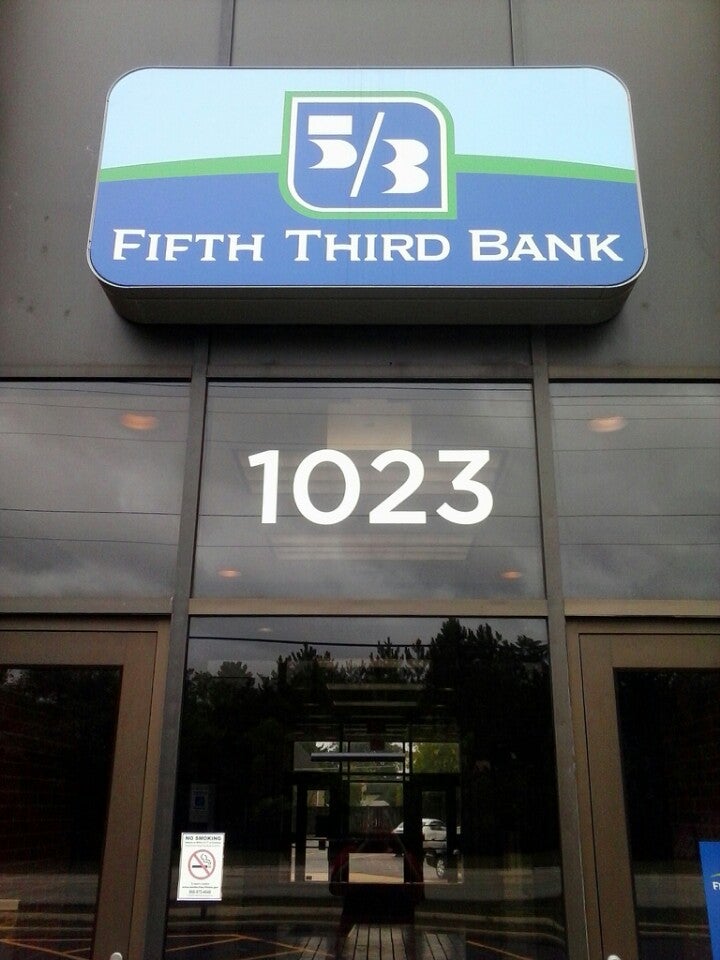 5/3
FIFTH THIRD BANK
1023
NO SMOKING